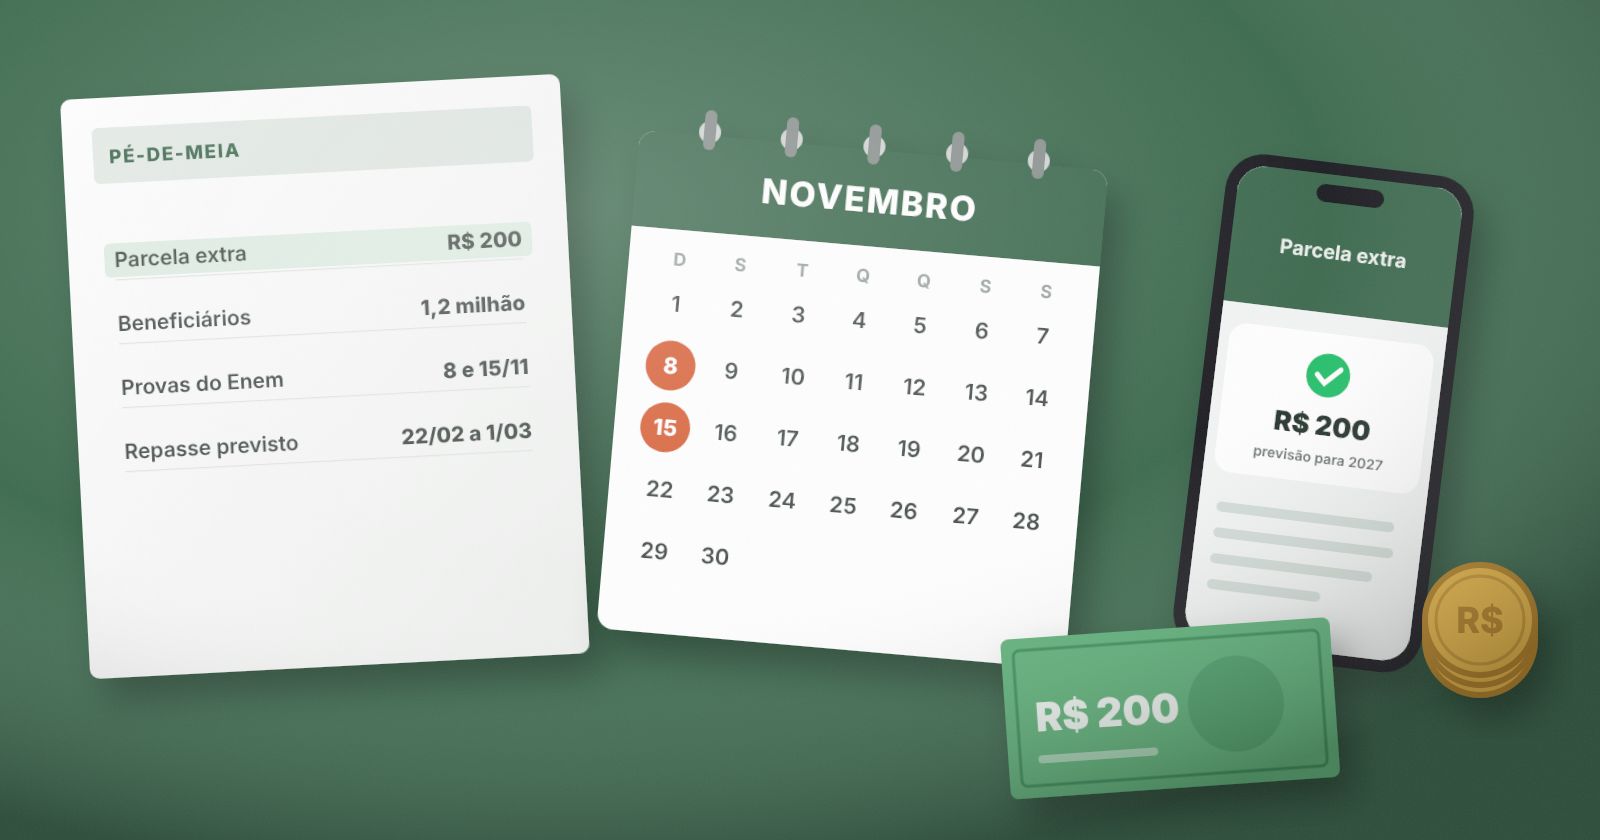 PÉ-DE-MEIA
Parcela extra R$ 200
Beneficiários 1,2 milhão
Provas do Enem 8 e 15/11
Repasse previsto 22/02 a 1/03
NOVEMBRO
D S T Q Q S S
1 2 3 4 5 6 7
8 9 10 11 12 13 14
15 16 17 18 19 20 21
22 23 24 25 26 27 28
29 30
Parcela extra
R$ 200
previsão para 2027
R$ 200
R$